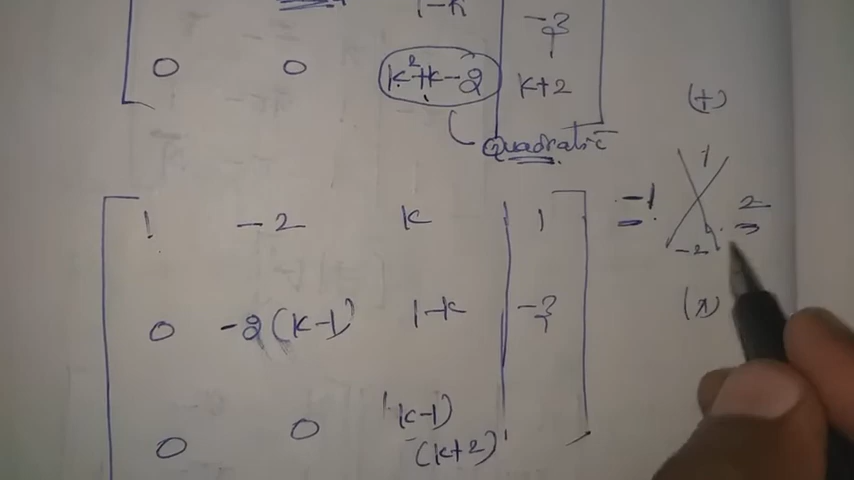 1-k -3
0 0 k²+k-2 k+2
Quadratic
(+)
1 -2 k 1 -1 1 2
-2
0 -2(k-1) 1-k -3 (x)
0 0 (k-1)
(k+2)